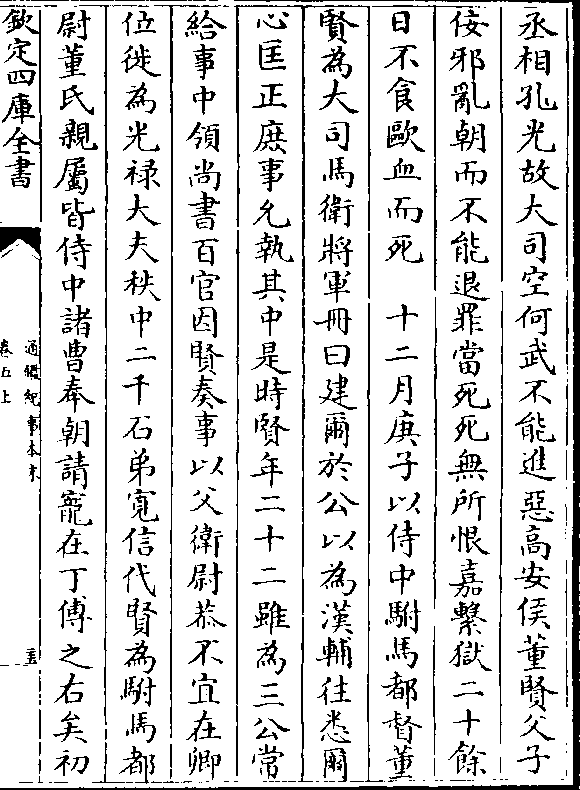 丞相孔光故大司空何武不能進惡高安侯董賢父子
佞邪亂朝而不能退罪當死死無所恨嘉繫獄二十餘
日不食歐血而死　十二月庚子以侍中駙馬都督董
賢為大司馬衛將軍冊曰建爾於公以為漢輔往悉爾
心匡正庶事允執其中是時賢年二十二雖為三公常
給事中領尚書百官因賢奏事以父衛尉恭不宜在卿
位徙為光禄大夫秩中二千石弟寛信代賢為駙馬都
尉董氏親屬皆侍中諸曹奉朝請寵在丁傅之右矣初
欽定四庫全書
通鑑紀事本末
卷五上